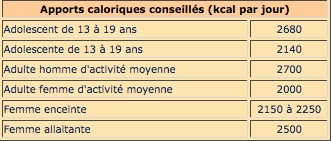 Apports caloriques conseillés (kcal par jour)
Adolescent de 13 à 19 ans 2680
Adolescente de 13 à 19 ans 2140
Adulte homme d'activité moyenne 2700
Adulte femme d'activité moyenne 2000
Femme enceinte 2150 à 2250
Femme allaitante 2500